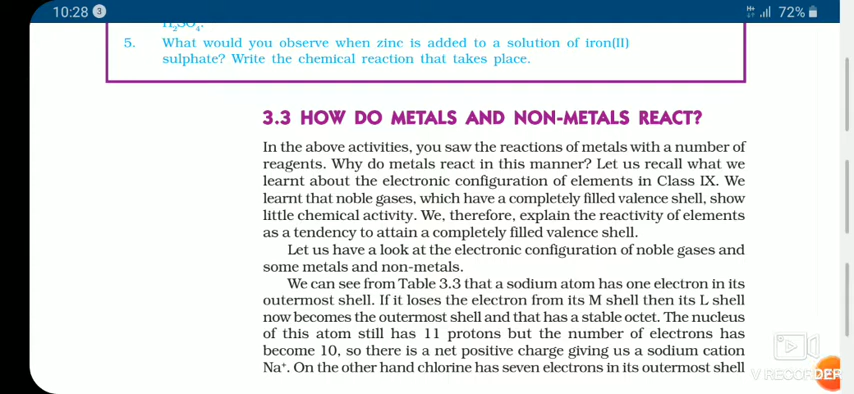 10:28 3 72%
H₂SO₄.
5. What would you observe when zinc is added to a solution of iron(II)
sulphate? Write the chemical reaction that takes place.
3.3 HOW DO METALS AND NON-METALS REACT?
In the above activities, you saw the reactions of metals with a number of
reagents. Why do metals react in this manner? Let us recall what we
learnt about the electronic configuration of elements in Class IX. We
learnt that noble gases, which have a completely filled valence shell, show
little chemical activity. We, therefore, explain the reactivity of elements
as a tendency to attain a completely filled valence shell.
Let us have a look at the electronic configuration of noble gases and
some metals and non-metals.
We can see from Table 3.3 that a sodium atom has one electron in its
outermost shell. If it loses the electron from its M shell then its L shell
now becomes the outermost shell and that has a stable octet. The nucleus
of this atom still has 11 protons but the number of electrons has
become 10, so there is a net positive charge giving us a sodium cation
Na⁺. On the other hand chlorine has seven electrons in its outermost shell
V RECORDER